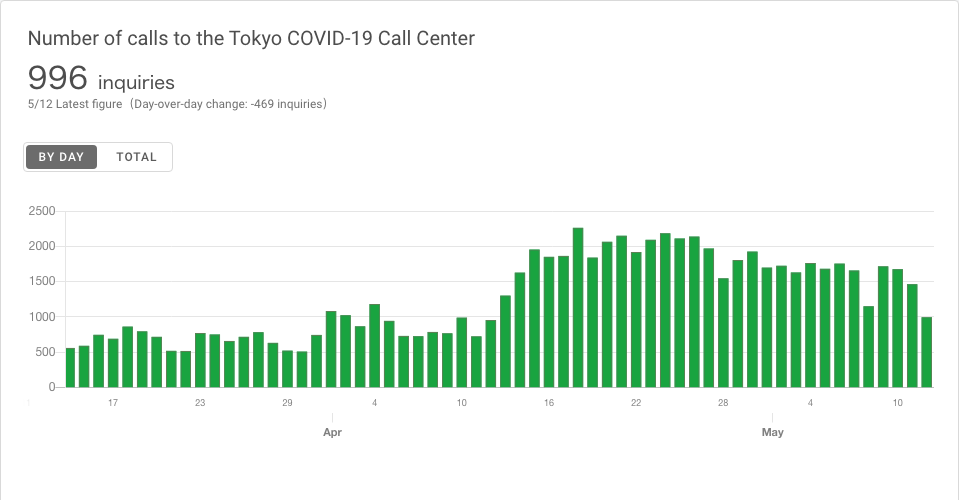 Number of calls to the Tokyo COVID-19 Call Center
996 inquiries
5/12 Latest figure（Day-over-day change: -469 inquiries）
BY DAY TOTAL
2500
2000
1500
1000
500
0
17 23 29 4 10 16 22 28 4 10
Apr May